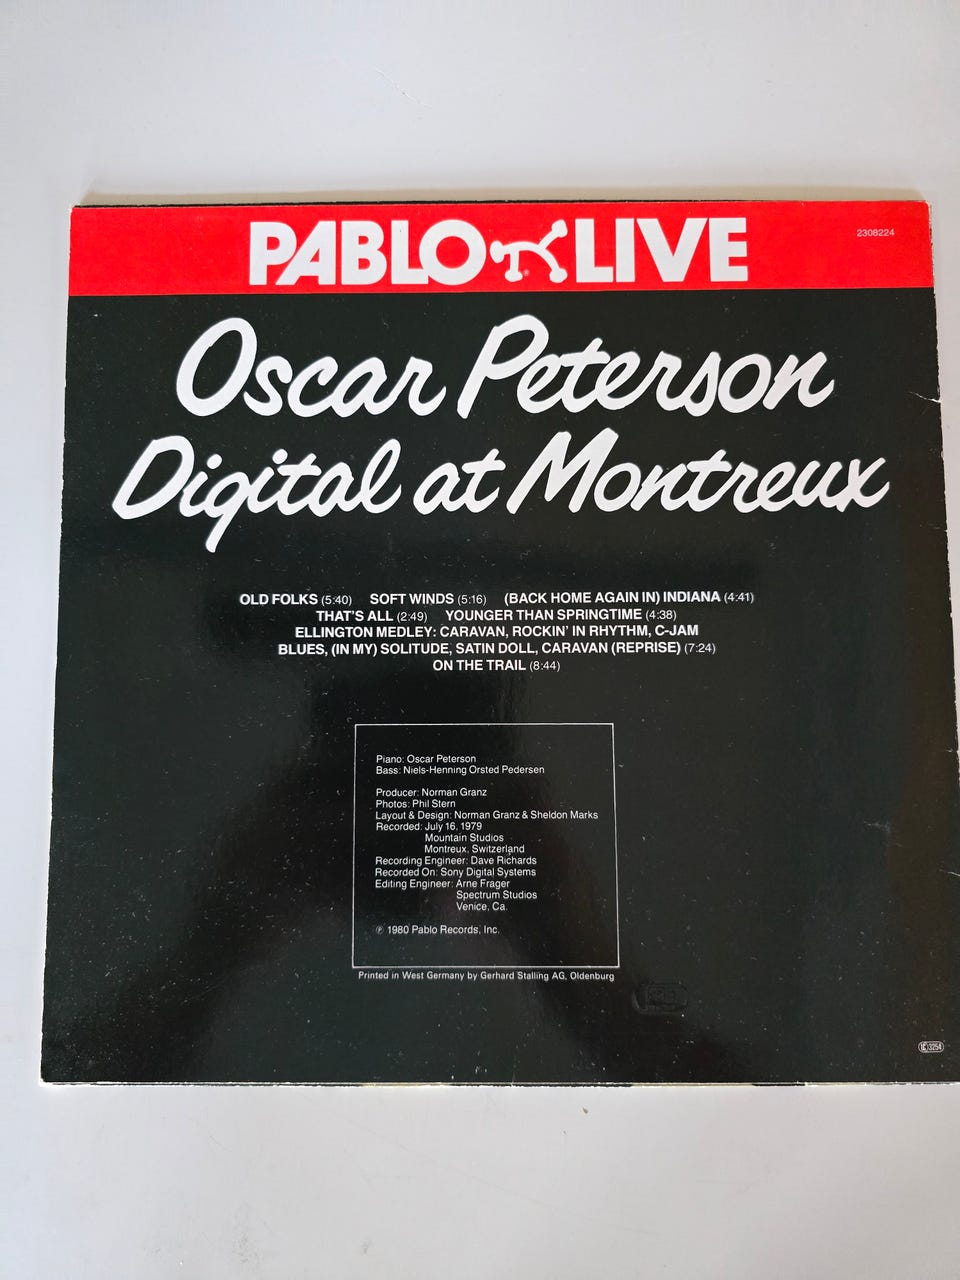 PABLO LIVE
2308224
Oscar Peterson
Digital at Montreux
OLD FOLKS (5:40) SOFT WINDS (5:16) (BACK HOME AGAIN IN) INDIANA (4:41)
THAT'S ALL (2:49) YOUNGER THAN SPRINGTIME (4:38)
ELLINGTON MEDLEY: CARAVAN, ROCKIN' IN RHYTHM, C-JAM
BLUES, (IN MY) SOLITUDE, SATIN DOLL, CARAVAN (REPRISE) (7:24)
ON THE TRAIL (8:44)
Piano: Oscar Peterson
Bass: Niels-Henning Orsted Pedersen
Producer: Norman Granz
Photos: Phil Stern
Layout & Design: Norman Granz & Sheldon Marks
Recorded: July 16, 1979
Mountain Studios
Montreux, Switzerland
Recording Engineer: Dave Richards
Recorded On: Sony Digital Systems
Editing Engineer: Arne Frager
Spectrum Studios
Venice, Ca.
℗ 1980 Pablo Records, Inc.
Printed in West Germany by Gerhard Stalling AG, Oldenburg
LC 3254